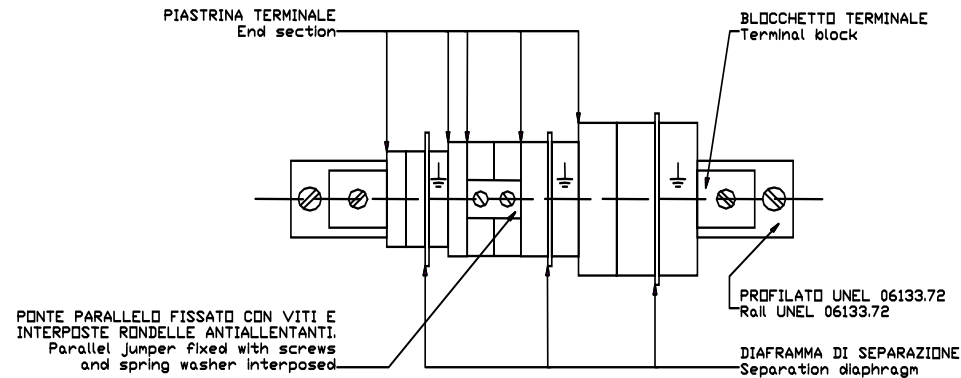 PIASTRINA TERMINALE
End section
BLOCCHETTO TERMINALE
Terminal block
PONTE PARALLELO FISSATO CON VITI E
INTERPOSTE RONDELLE ANTIALLENTANTI.
Parallel jumper fixed with screws
and spring washer interposed
PROFILATO UNEL 06133.72
Rail UNEL 06133.72
DIAFRAMMA DI SEPARAZIONE
Separation diaphragm